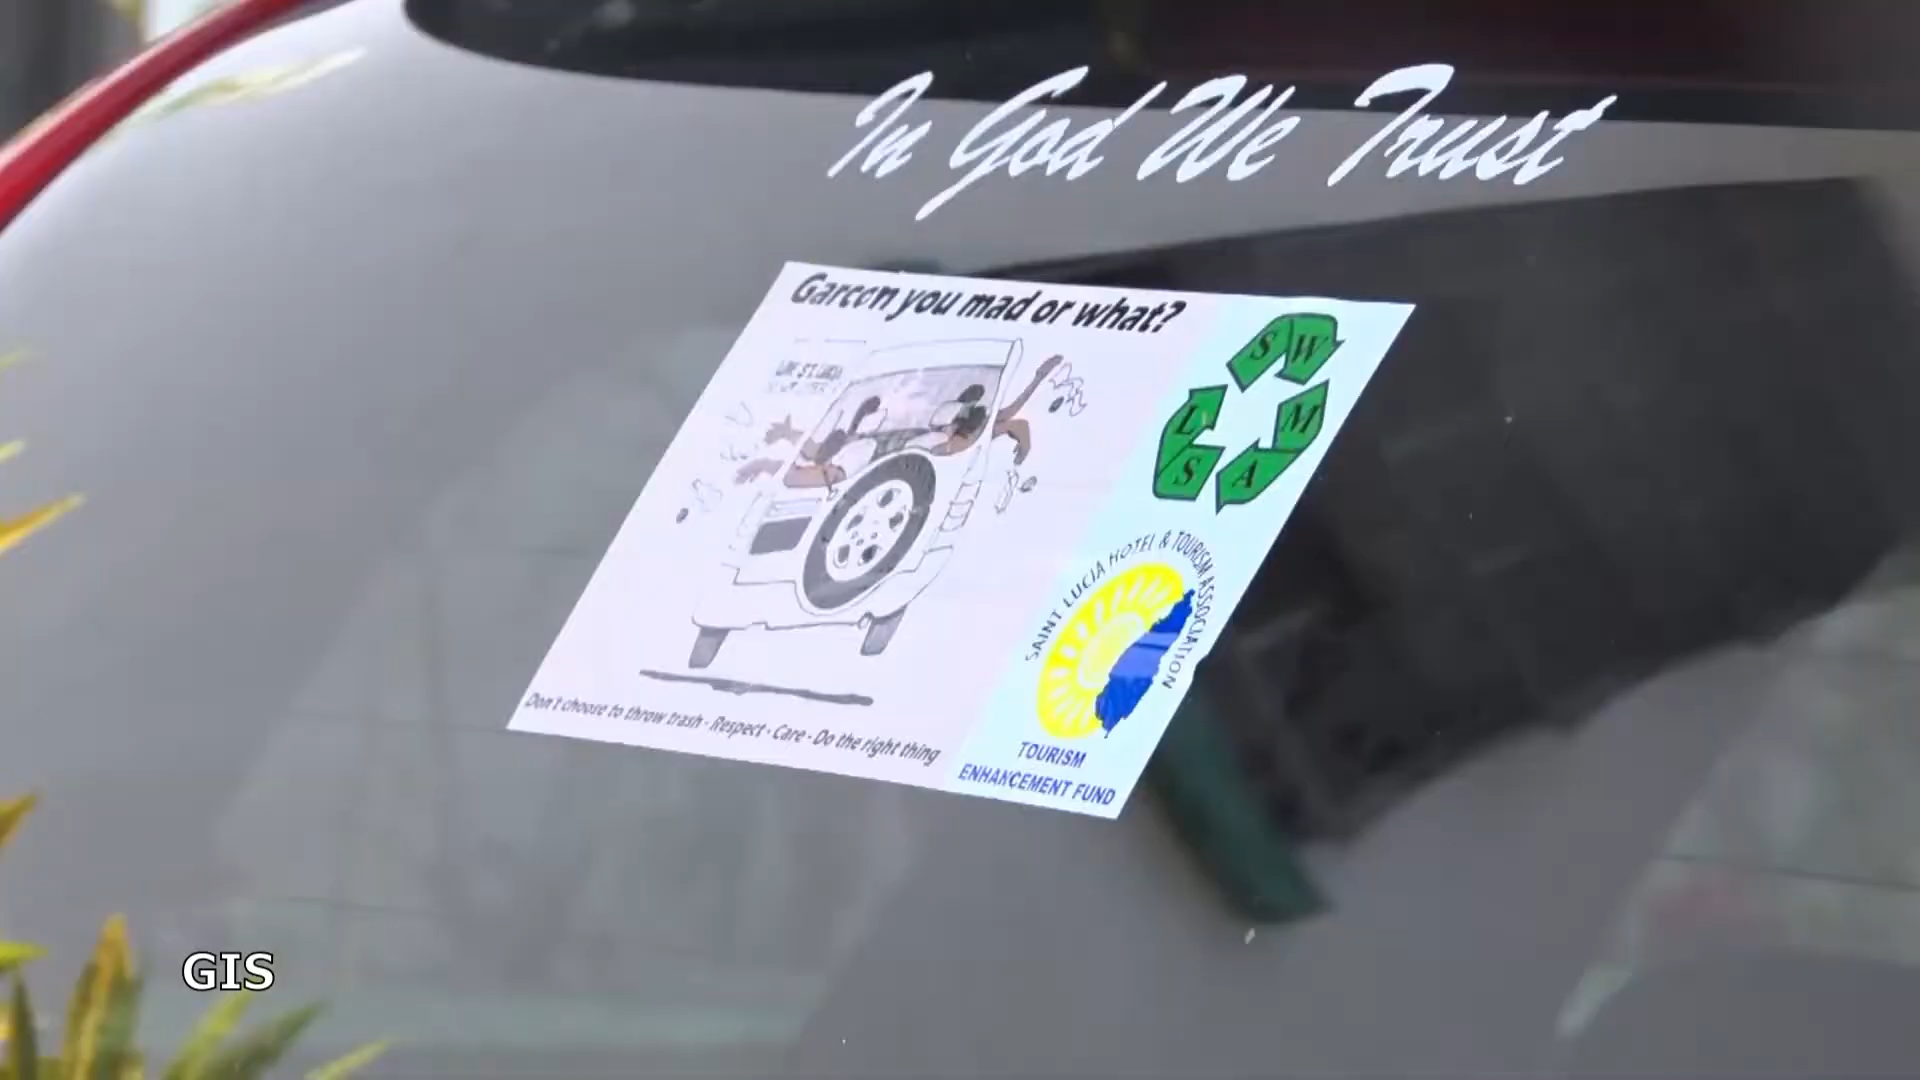 In God We Trust
Garcon you mad or what?
S W
L M
S A
SAINT LUCIA HOTEL & TOURISM ASSOCIATION
Don't choose to throw trash - Respect - Care - Do the right thing
TOURISM
ENHANCEMENT FUND
GIS